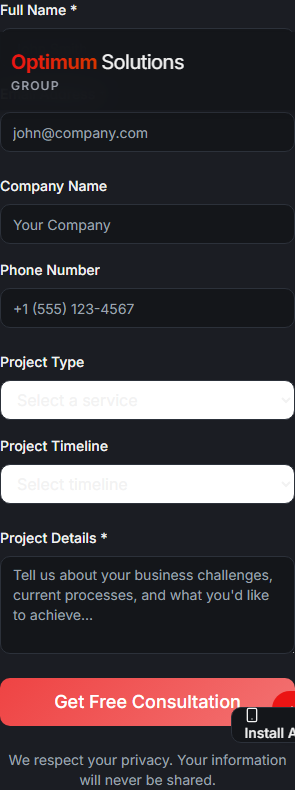 Full Name *
Optimum Solutions
GROUP
john@company.com
Company Name
Your Company
Phone Number
+1 (555) 123-4567
Project Type
Select a service
Project Timeline
Select timeline
Project Details *
Tell us about your business challenges,
current processes, and what you'd like
to achieve...
Get Free Consultation
Install A
We respect your privacy. Your information
will never be shared.